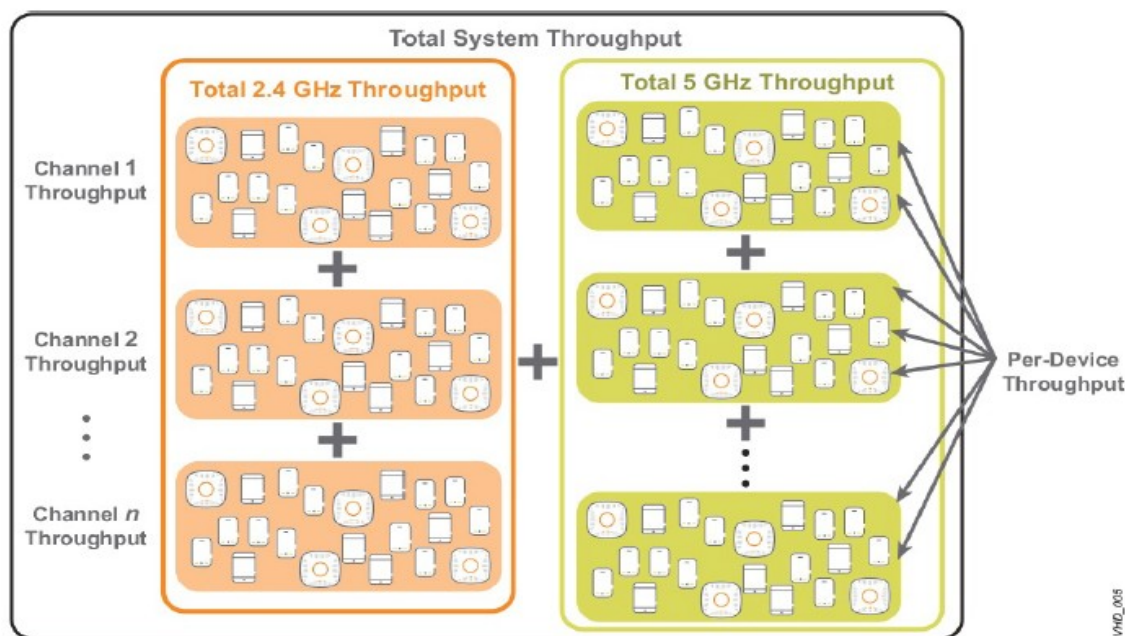 Total System Throughput
Total 2.4 GHz Throughput
Total 5 GHz Throughput
Channel 1
Throughput
Channel 2
Throughput
Channel n
Throughput
Per-Device
Throughput
VHD_005